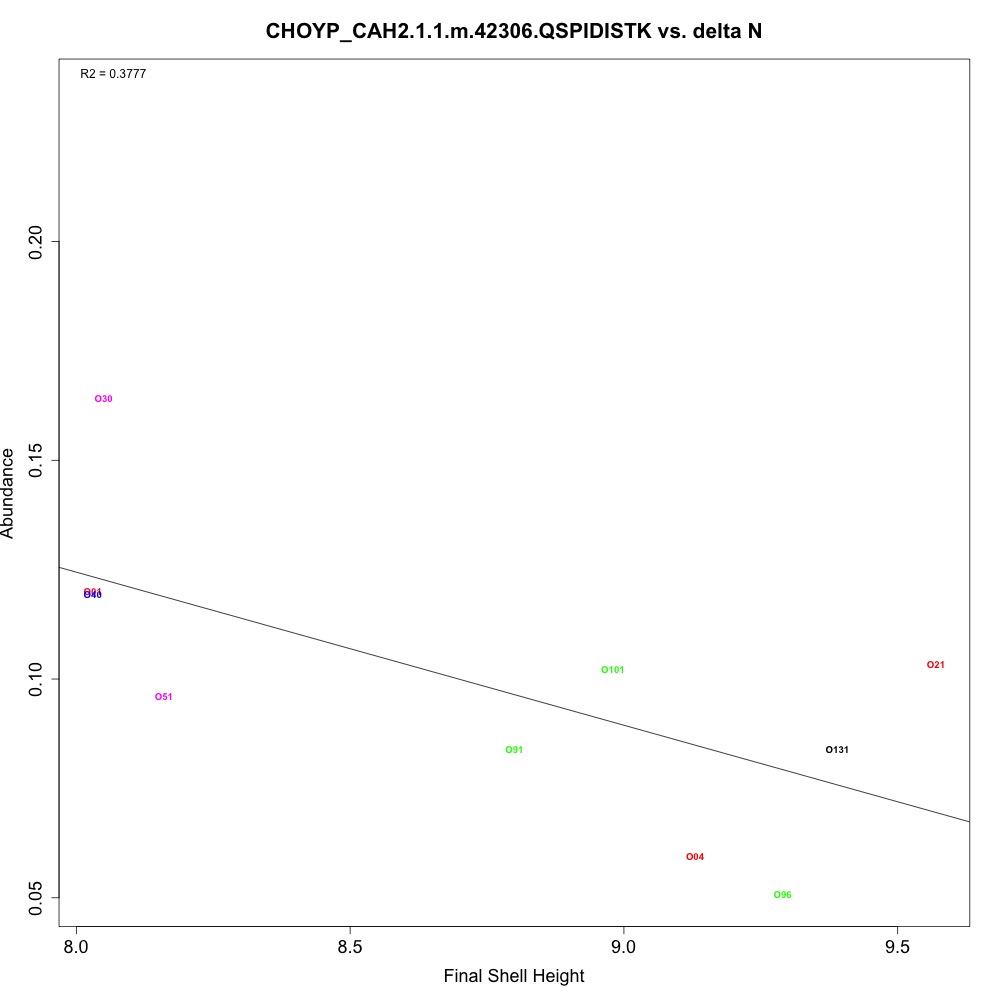 CHOYP_CAH2.1.1.m.42306.QSPIDISTK vs. delta N
R2 = 0.3777
0.20
O30
0.15
Abundance
O40
O101
O21
0.10
O51
O91
O131
O04
O96
0.05
8.0 8.5 9.0 9.5
Final Shell Height